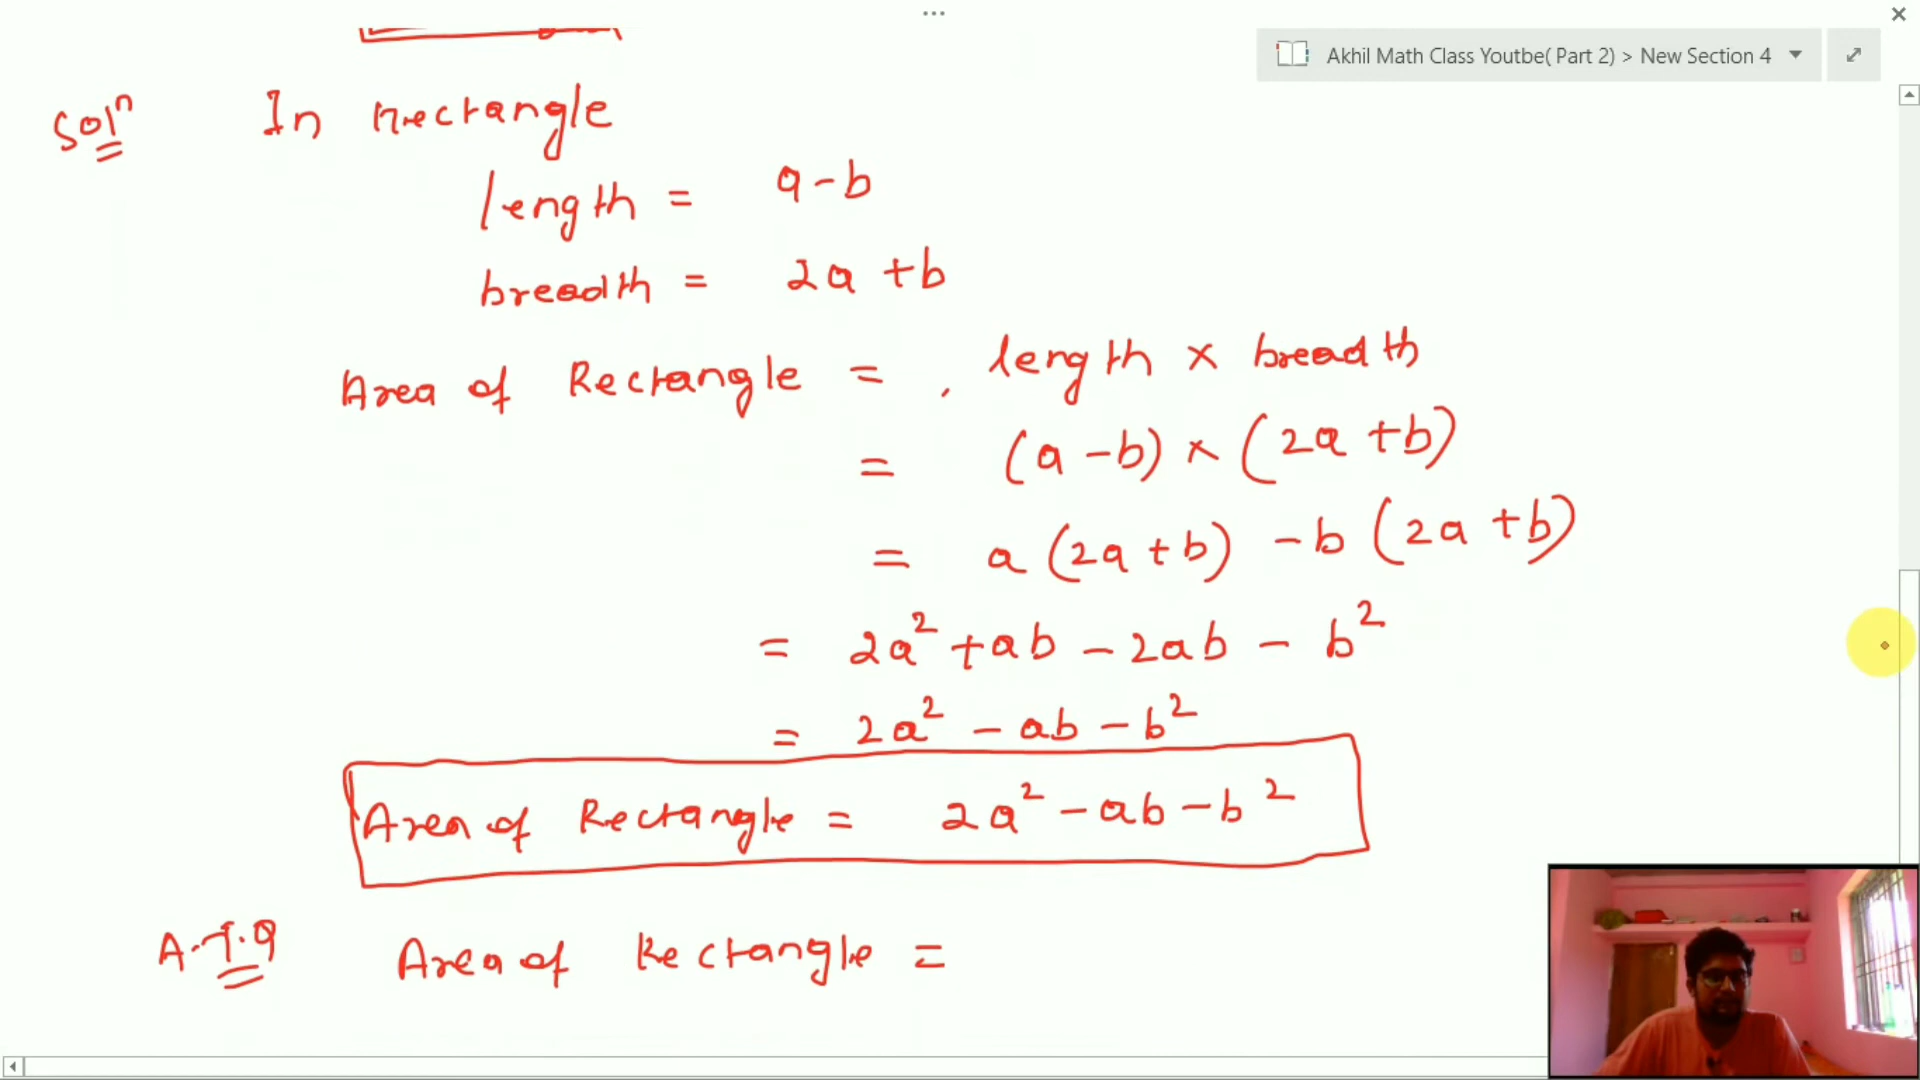 ...
Akhil Math Class Youtbe( Part 2) > New Section 4
Solⁿ In Rectangle
length = a-b
breadth = 2a +b
Area of Rectangle = length × breadth
= (a-b) × (2a+b)
= a (2a+b) -b (2a+b)
= 2a² +ab - 2ab - b²
= 2a² - ab - b²
Area of Rectangle = 2a² - ab - b²
A.T.Q Area of Rectangle =